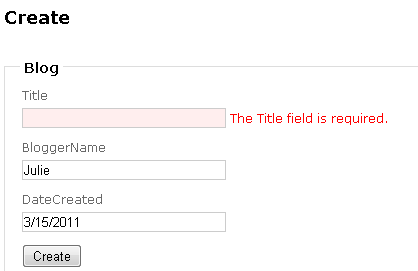 Create
Blog
Title
The Title field is required.
BloggerName
Julie
DateCreated
3/15/2011
Create